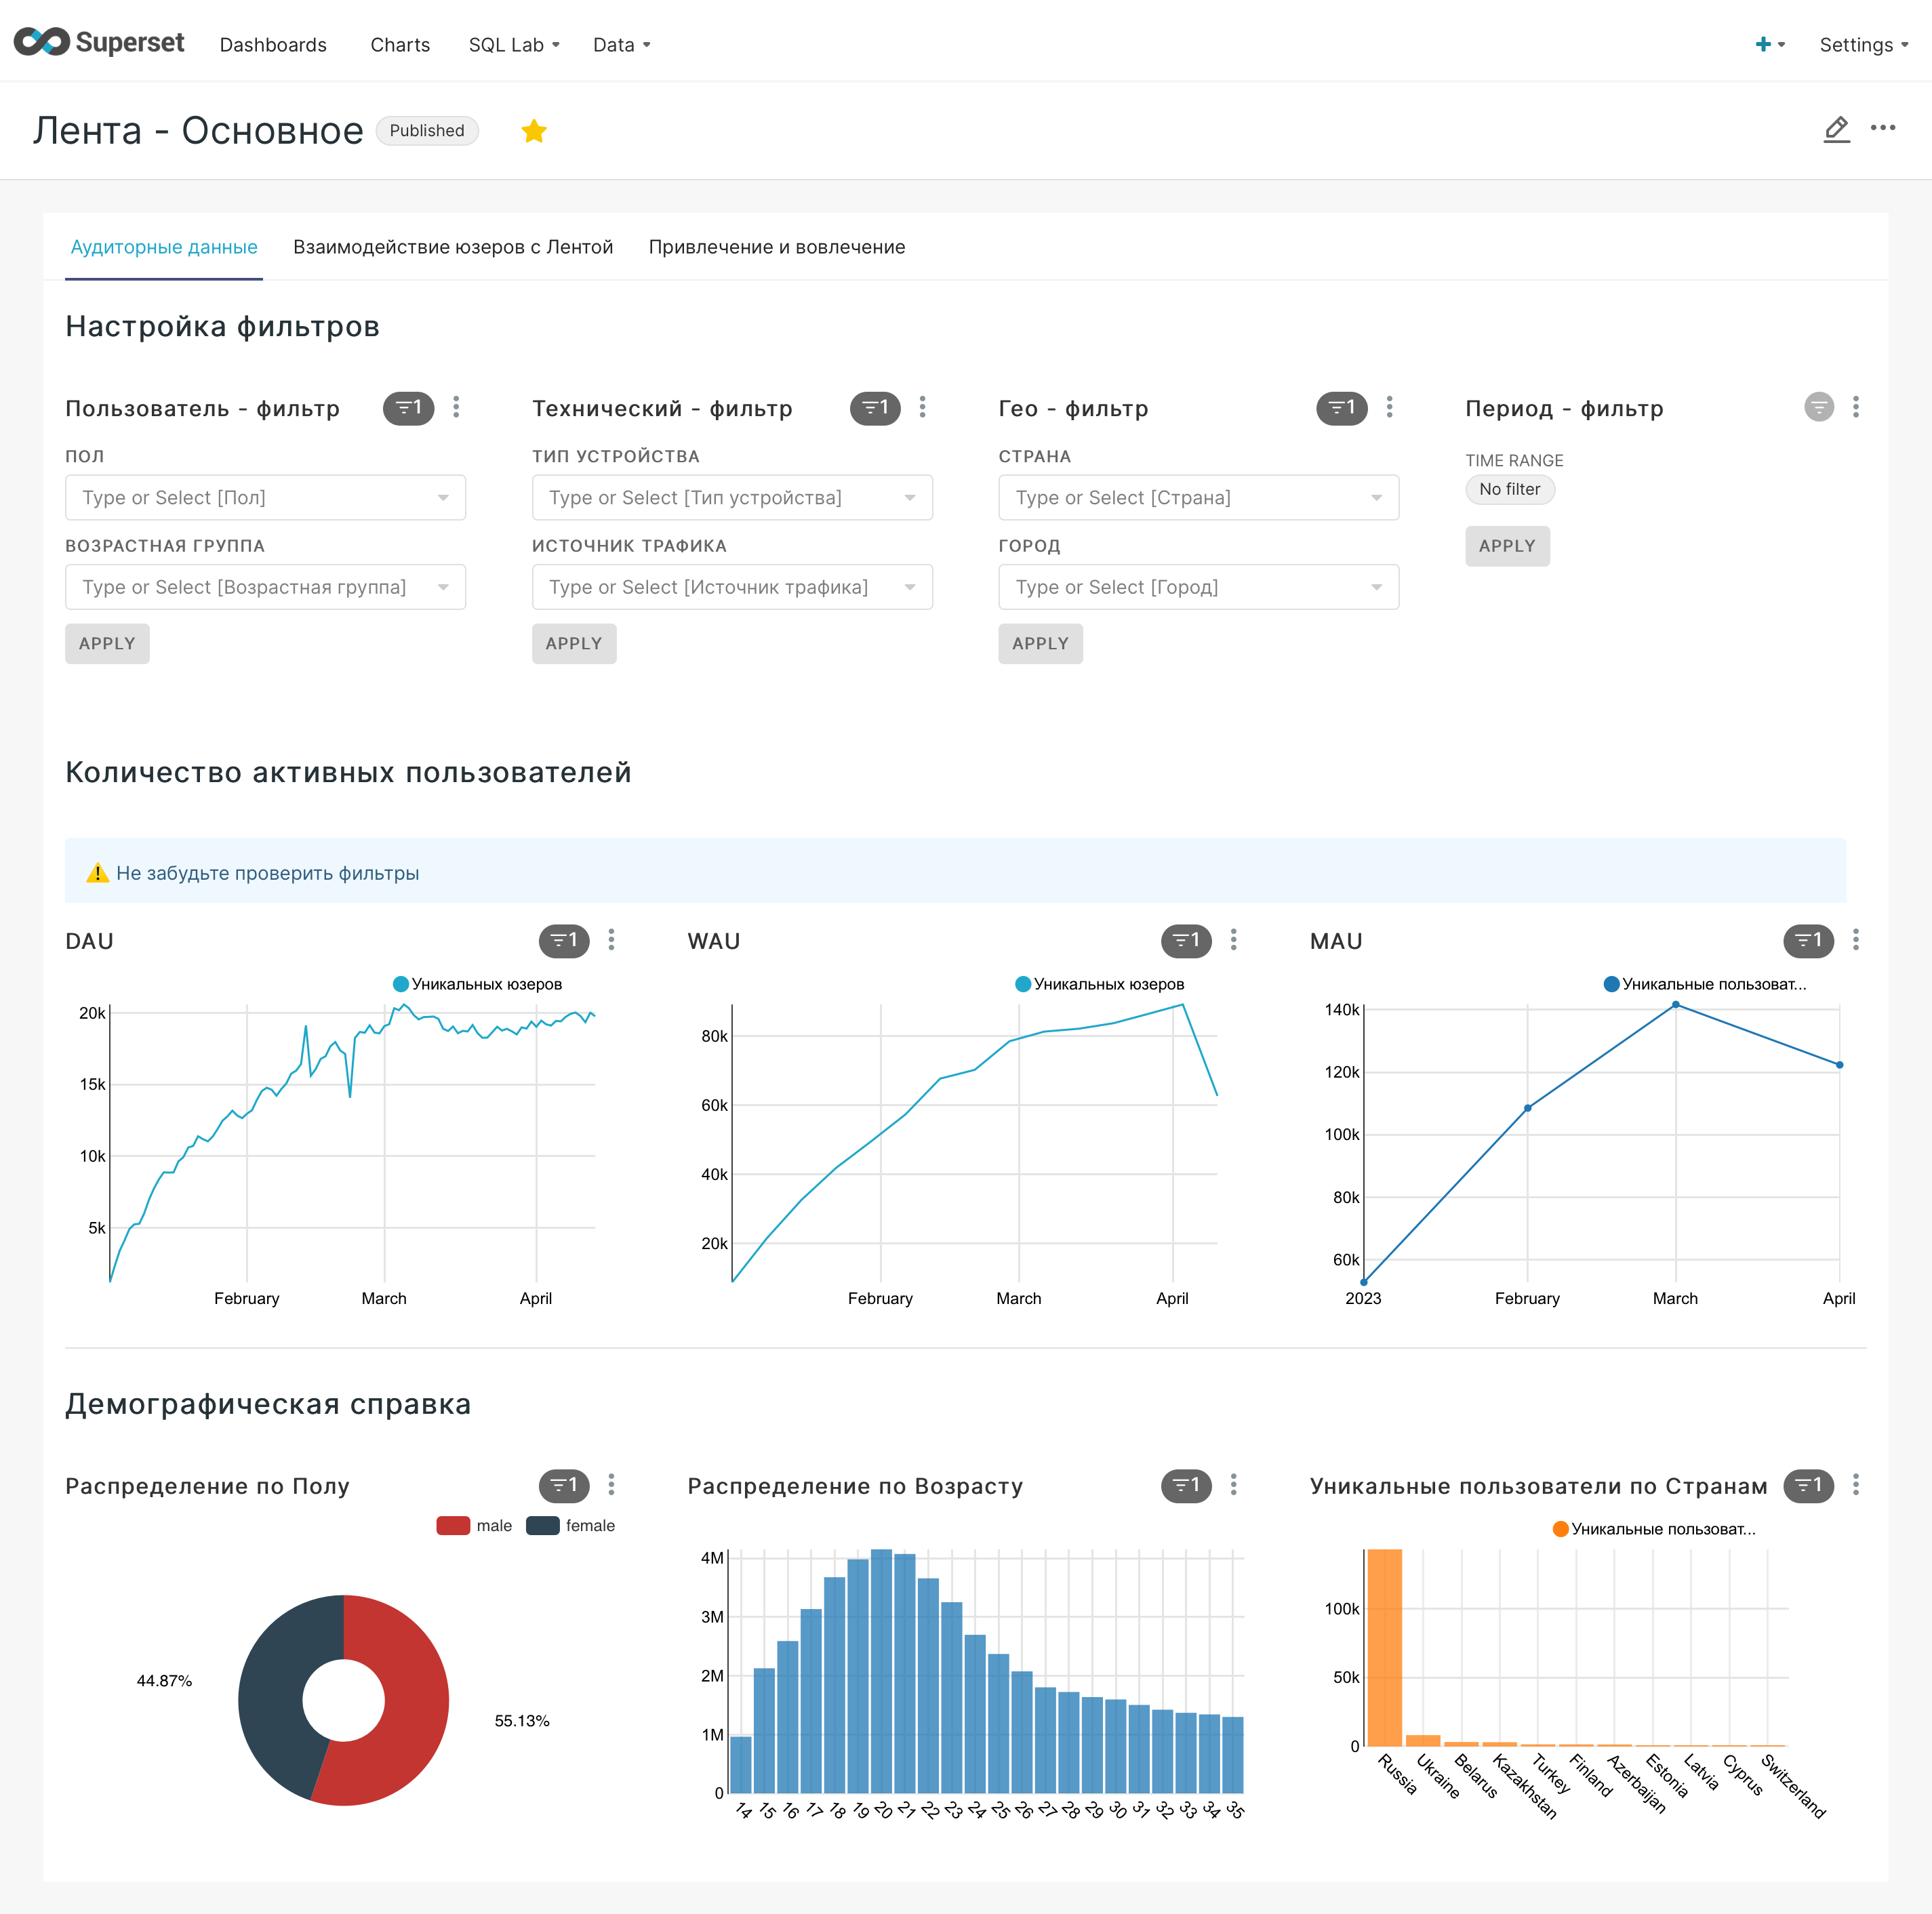 Superset Dashboards Charts SQL Lab Data + Settings
Лента - Основное Published
Аудиторные данные Взаимодействие юзеров с Лентой Привлечение и вовлечение
Настройка фильтров
Пользователь - фильтр 1 Технический - фильтр 1 Гео - фильтр 1 Период - фильтр
ПОЛ ТИП УСТРОЙСТВА СТРАНА TIME RANGE
Type or Select [Пол] Type or Select [Тип устройства] Type or Select [Страна] No filter
ВОЗРАСТНАЯ ГРУППА ИСТОЧНИК ТРАФИКА ГОРОД APPLY
Type or Select [Возрастная группа] Type or Select [Источник трафика] Type or Select [Город]
APPLY APPLY APPLY
Количество активных пользователей
Не забудьте проверить фильтры
DAU 1
Уникальных юзеров
20k
15k
10k
5k
February March April
WAU 1
Уникальных юзеров
80k
60k
40k
20k
February March April
MAU 1
Уникальные пользоват...
140k
120k
100k
80k
60k
2023 February March April
Демографическая справка
Распределение по Полу 1
male female
44.87%
55.13%
Распределение по Возрасту 1
4M
3M
2M
1M
0
14 15 16 17 18 19 20 21 22 23 24 25 26 27 28 29 30 31 32 33 34 35
Уникальные пользователи по Странам 1
Уникальные пользоват...
100k
50k
0
Russia Ukraine Belarus Kazakhstan Turkey Finland Azerbaijan Estonia Latvia Cyprus Switzerland